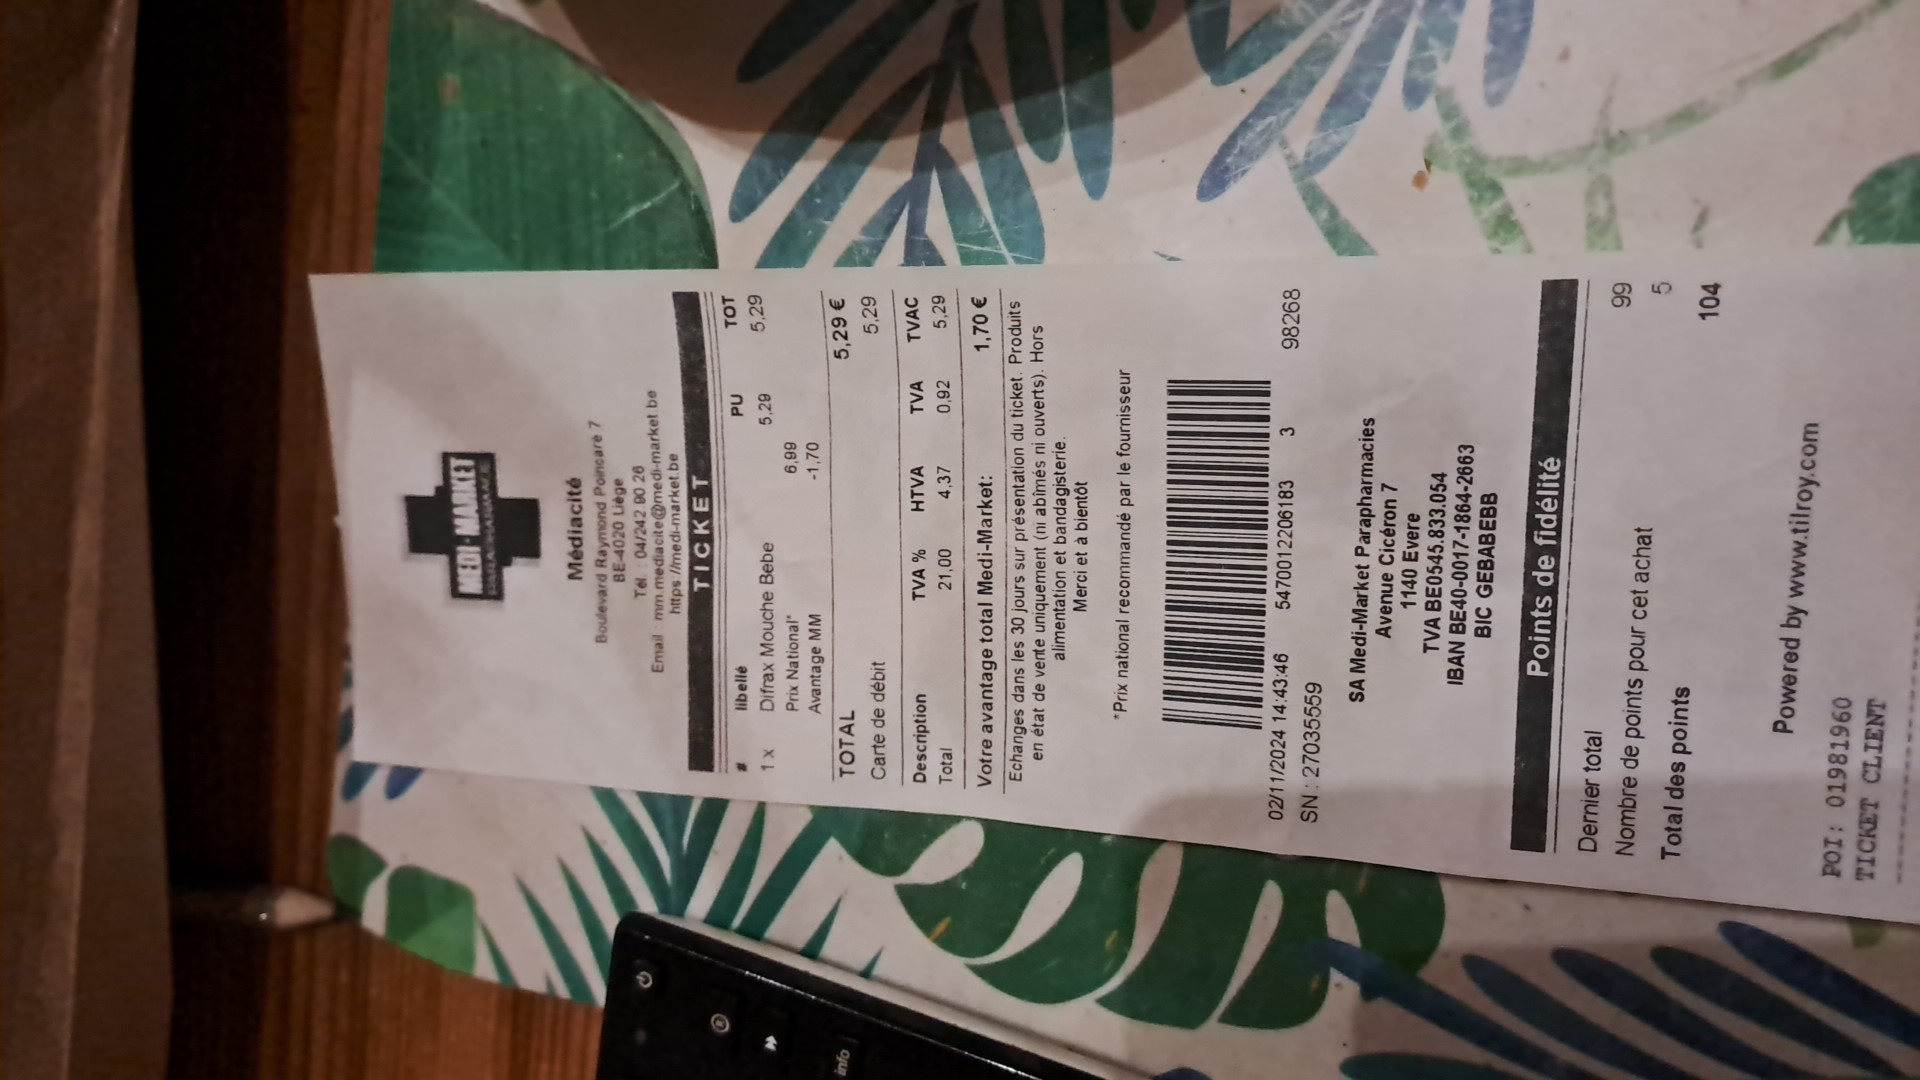 MEDI-MARKET
Médiacité
Boulevard Raymond Poincaré 7
BE-4020 Liège
Tél. : 04/242 90 26
Email : mm.mediacite@medi-market.be
https://medi-market.be
TICKET
# libellé PU TOT
1 x Difrax Mouche Bebe 5,29 5,29
Prix National* 6,99
Avantage MM -1,70
TOTAL 5,29 €
Carte de débit 5,29
Description TVA % HTVA TVA TVAC
Total 21,00 4,37 0,92 5,29
Votre avantage total Medi-Market: 1,70 €
Echanges dans les 30 jours sur présentation du ticket. Produits
en état de vente uniquement (ni abîmés ni ouverts). Hors
alimentation et bandagisterie.
Merci et à bientôt
*Prix national recommandé par le fournisseur
02/11/2024 14:43:46 5470012206183 3 98268
SN : 27035559
SA Medi-Market Parapharmacies
Avenue Cicéron 7
1140 Evere
TVA BE0545.833.054
IBAN BE40-0017-1864-2663
BIC GEBABEBB
Points de fidélité
Dernier total 99
Nombre de points pour cet achat 5
Total des points 104
Powered by www.tilroy.com
POI: 01981960
TICKET CLIENT
info